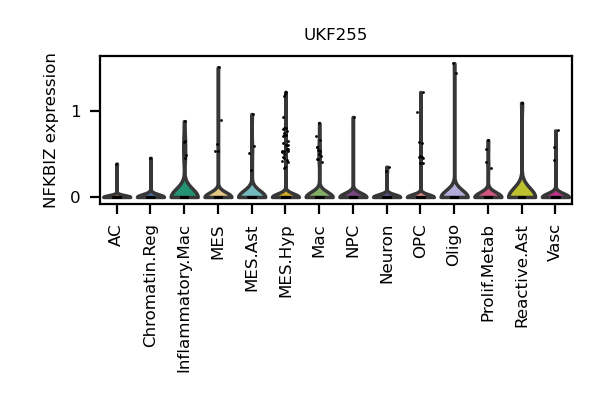 UKF255
NFKBIZ expression
1
0
AC
Chromatin.Reg
Inflammatory.Mac
MES
MES.Ast
MES.Hyp
Mac
NPC
Neuron
OPC
Oligo
Prolif.Metab
Reactive.Ast
Vasc